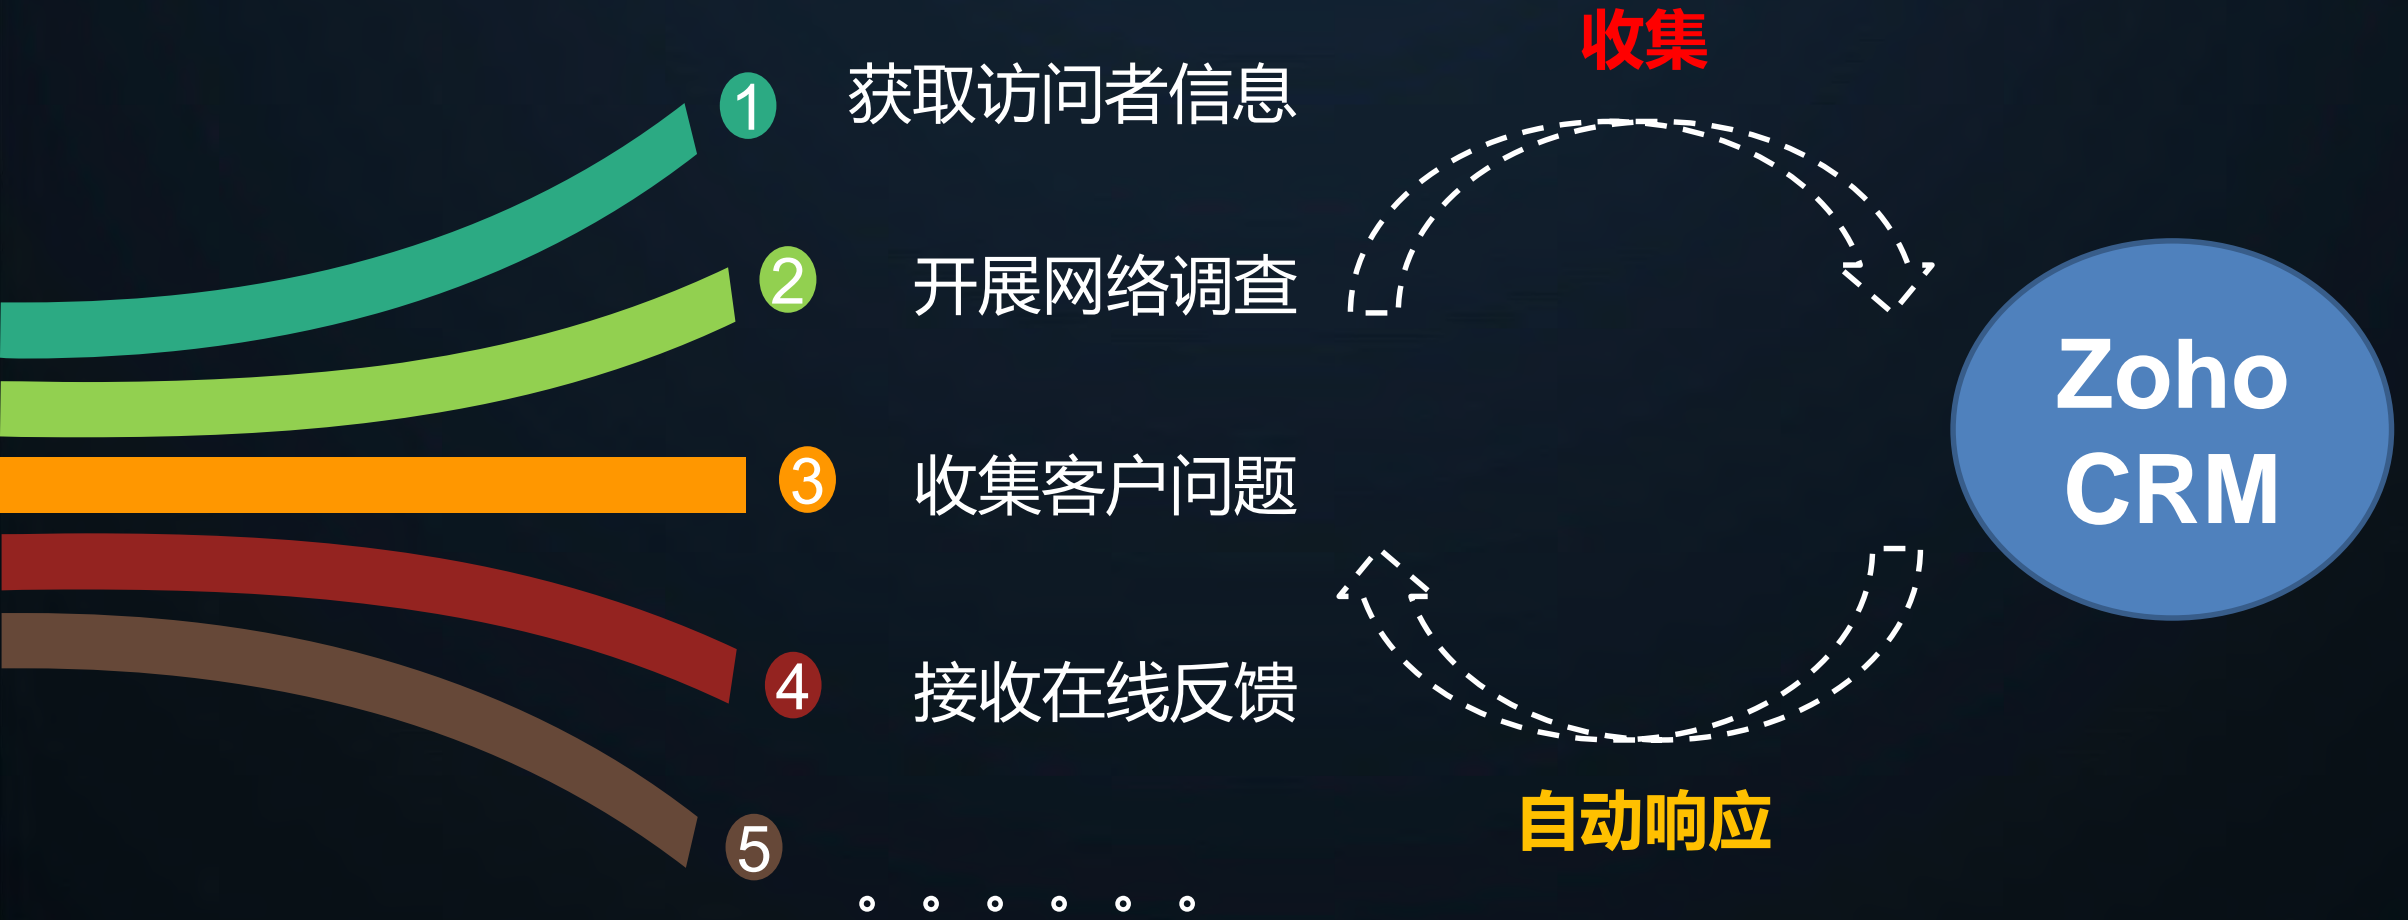 收集
1 获取访问者信息
2 开展网络调查
3 收集客户问题
4 接收在线反馈
5 。。。。。。
Zoho
CRM
自动响应